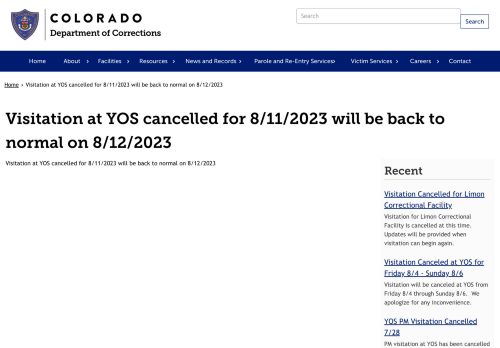 COLORADO
Department of Corrections
Search
Search
Home
About
Facilities
Resources
News and Records
Parole and Re-Entry Services
Victim Services
Careers
Contact
Home › Visitation at YOS cancelled for 8/11/2023 will be back to normal on 8/12/2023
Visitation at YOS cancelled for 8/11/2023 will be back to
normal on 8/12/2023
Visitation at YOS cancelled for 8/11/2023 will be back to normal on 8/12/2023
Recent
Visitation Cancelled for Limon
Correctional Facility
Visitation for Limon Correctional
Facility is cancelled at this time.
Updates will be provided when
visitation can begin again.
Visitation Canceled at YOS for
Friday 8/4 - Sunday 8/6
Visitation will be canceled at YOS from
Friday 8/4 through Sunday 8/6. We
apologize for any inconvenience.
YOS PM Visitation Cancelled
7/28
PM visitation at YOS has been cancelled